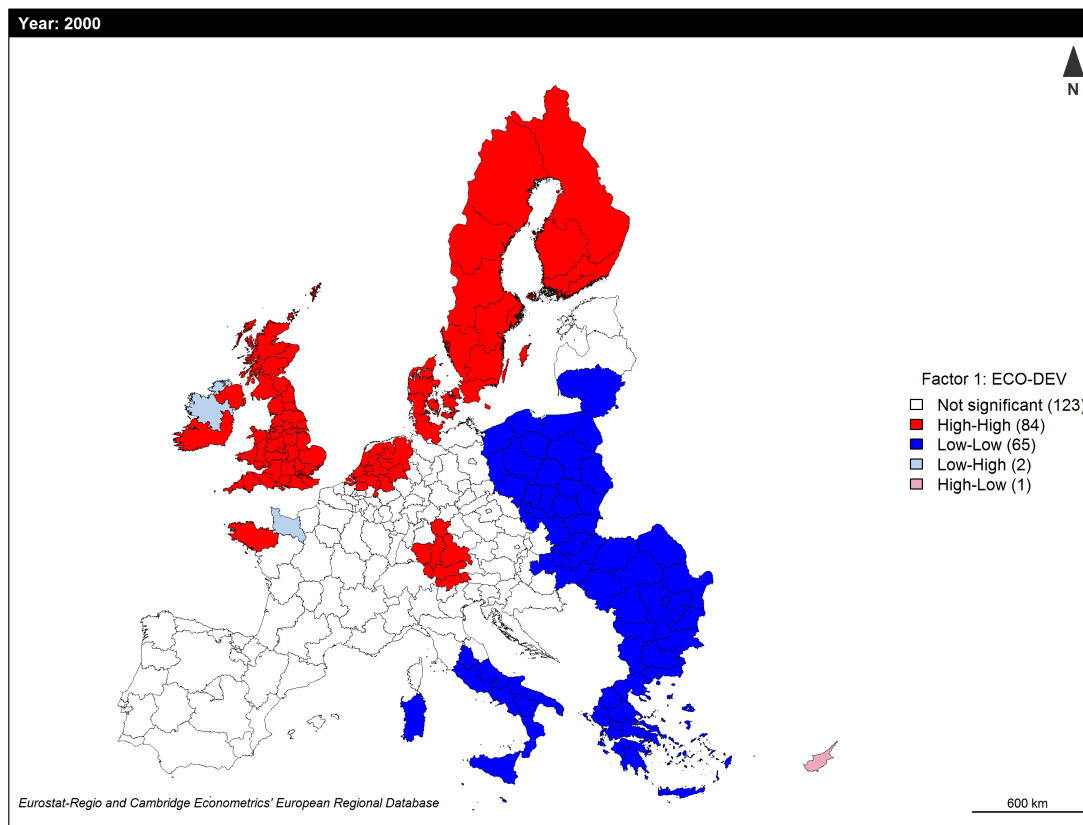 Year: 2000
N
Factor 1: ECO-DEV
Not significant (123)
High-High (84)
Low-Low (65)
Low-High (2)
High-Low (1)
Eurostat-Regio and Cambridge Econometrics' European Regional Database
600 km